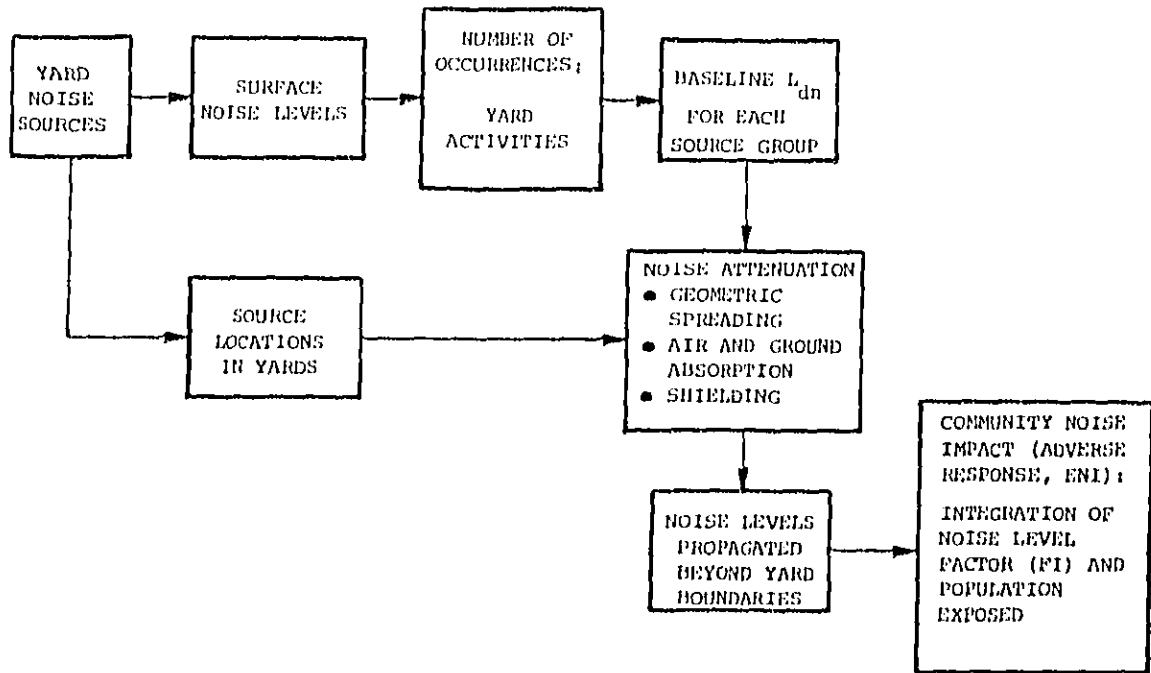 YARD
NOISE
SOURCES
SURFACE
NOISE LEVELS
NUMBER OF
OCCURRENCES;
YARD
ACTIVITIES
BASELINE Ldn
FOR EACH
SOURCE GROUP
SOURCE
LOCATIONS
IN YARDS
NOISE ATTENUATION
● GEOMETRIC
SPREADING
● AIR AND GROUND
ABSORPTION
● SHIELDING
NOISE LEVELS
PROPAGATED
BEYOND YARD
BOUNDARIES
COMMUNITY NOISE
IMPACT (ADVERSE
RESPONSE, ENI):
INTEGRATION OF
NOISE LEVEL
FACTOR (FI) AND
POPULATION
EXPOSED